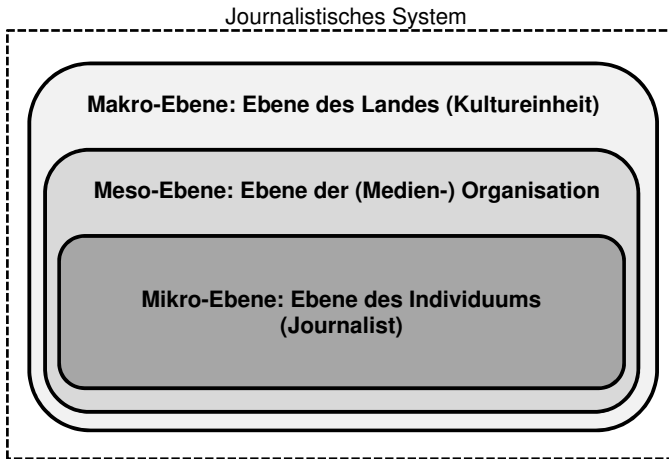 Journalistisches System
Makro-Ebene: Ebene des Landes (Kultureinheit)
Meso-Ebene: Ebene der (Medien-) Organisation
Mikro-Ebene: Ebene des Individuums
(Journalist)